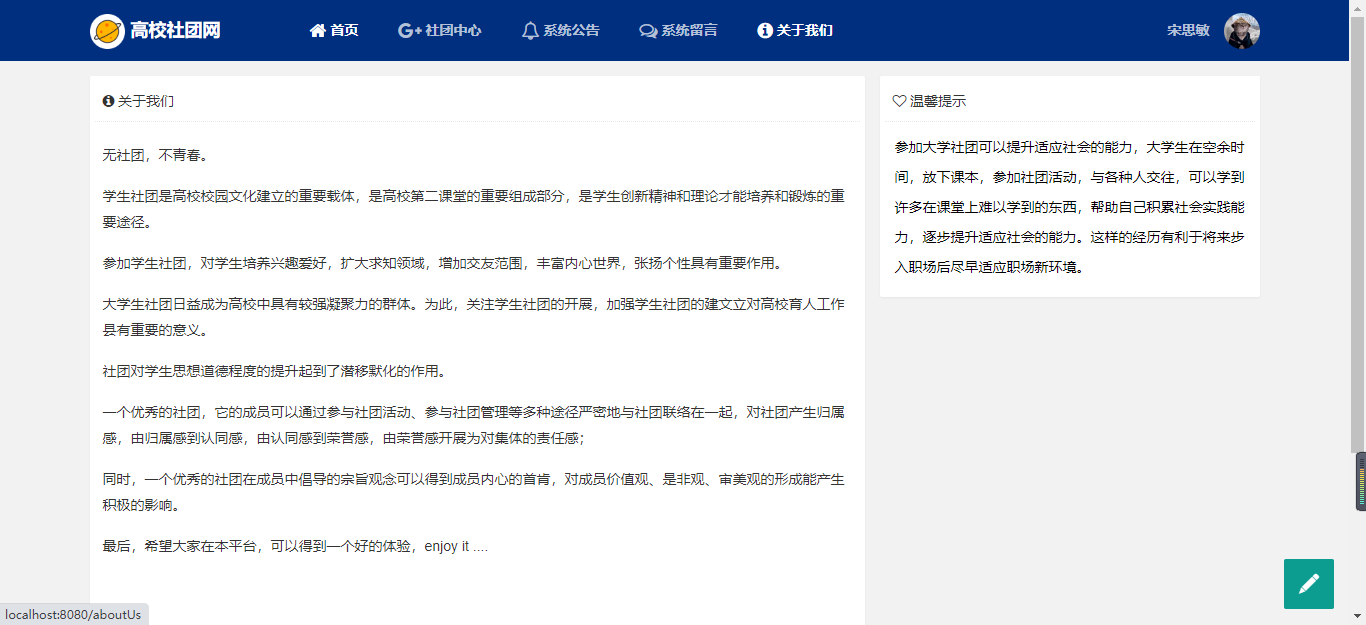 高校社团网
首页
社团中心
系统公告
系统留言
关于我们
宋思敏
关于我们
无社团，不青春。
学生社团是高校校园文化建立的重要载体，是高校第二课堂的重要组成部分，是学生创新精神和理论才能培养和锻炼的重
要途径。
参加学生社团，对学生培养兴趣爱好，扩大求知领域，增加交友范围，丰富内心世界，张扬个性具有重要作用。
大学生社团日益成为高校中具有较强凝聚力的群体。为此，关注学生社团的开展，加强学生社团的建文立对高校育人工作
县有重要的意义。
社团对学生思想道德程度的提升起到了潜移默化的作用。
一个优秀的社团，它的成员可以通过参与社团活动、参与社团管理等多种途径严密地与社团联络在一起，对社团产生归属
感，由归属感到认同感，由认同感到荣誉感，由荣誉感开展为对集体的责任感；
同时，一个优秀的社团在成员中倡导的宗旨观念可以得到成员内心的首肯，对成员价值观、是非观、审美观的形成能产生
积极的影响。
最后，希望大家在本平台，可以得到一个好的体验，enjoy it ....
温馨提示
参加大学社团可以提升适应社会的能力，大学生在空余时
间，放下课本，参加社团活动，与各种人交往，可以学到
许多在课堂上难以学到的东西，帮助自己积累社会实践能
力，逐步提升适应社会的能力。这样的经历有利于将来步
入职场后尽早适应职场新环境。
localhost:8080/aboutUs